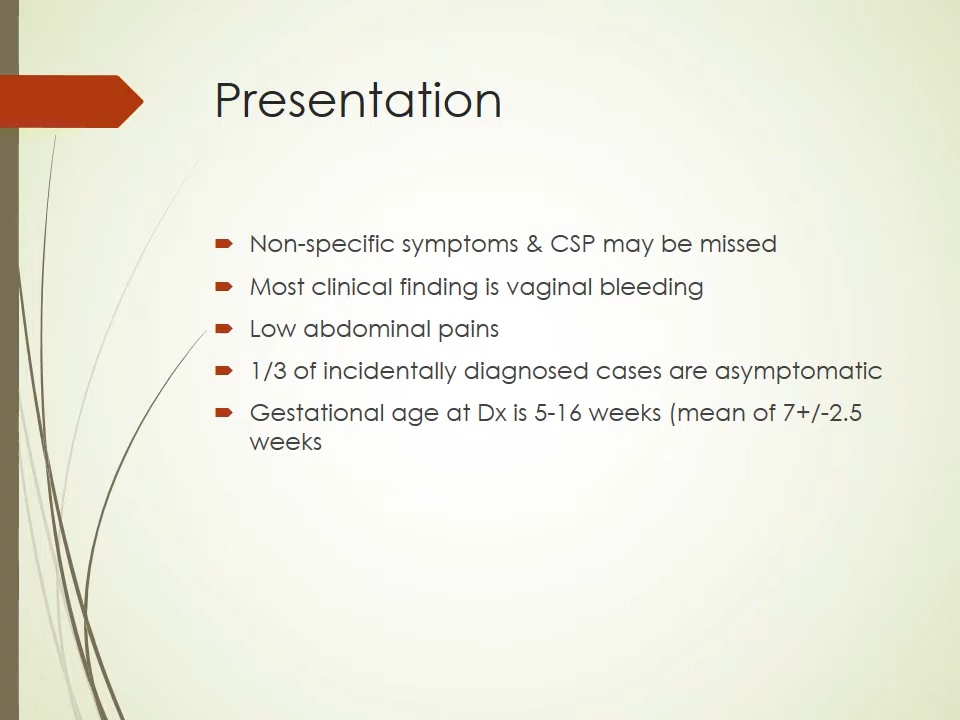 Presentation
Non-specific symptoms & CSP may be missed
Most clinical finding is vaginal bleeding
Low abdominal pains
1/3 of incidentally diagnosed cases are asymptomatic
Gestational age at Dx is 5-16 weeks (mean of 7+/-2.5
weeks